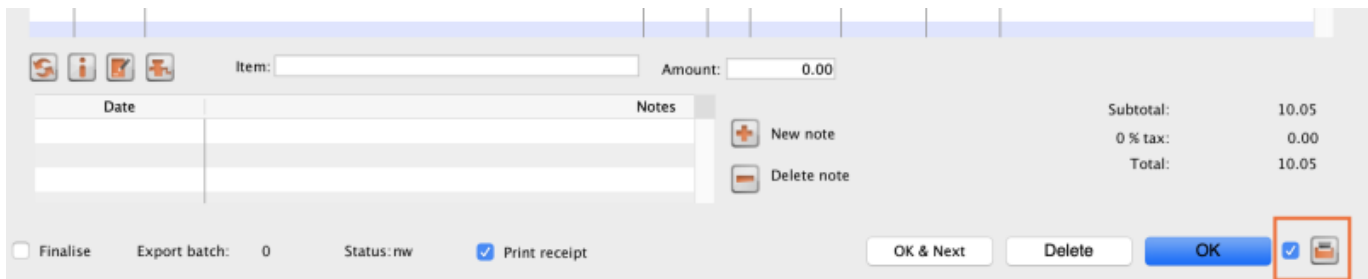 Item:
Amount: 0.00
Date Notes
Subtotal: 10.05
New note
0 % tax: 0.00
Total: 10.05
Delete note
Finalise Export batch: 0 Status: nw Print receipt OK & Next Delete OK